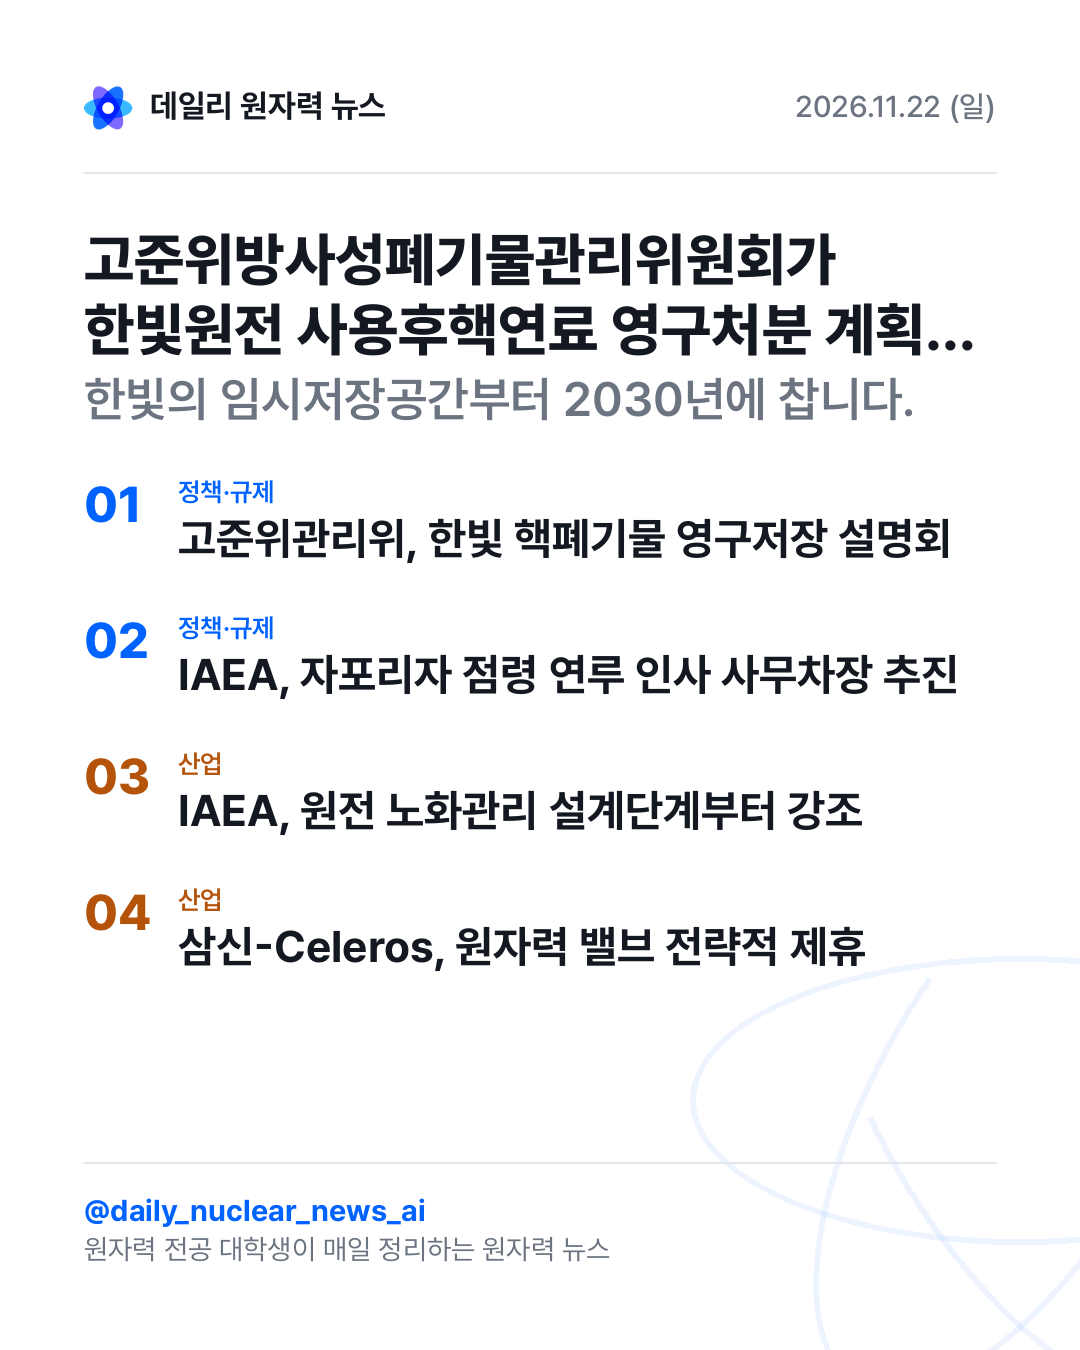 데일리 원자력 뉴스
2026.11.22 (일)
고준위방사성폐기물관리위원회가
한빛원전 사용후핵연료 영구처분 계획...
한빛의 임시저장공간부터 2030년에 찹니다.
01
정책·규제
고준위관리위, 한빛 핵폐기물 영구저장 설명회
02
정책·규제
IAEA, 자포리자 점령 연루 인사 사무차장 추진
03
산업
IAEA, 원전 노화관리 설계단계부터 강조
04
산업
삼신-Celeros, 원자력 밸브 전략적 제휴
@daily_nuclear_news_ai
원자력 전공 대학생이 매일 정리하는 원자력 뉴스